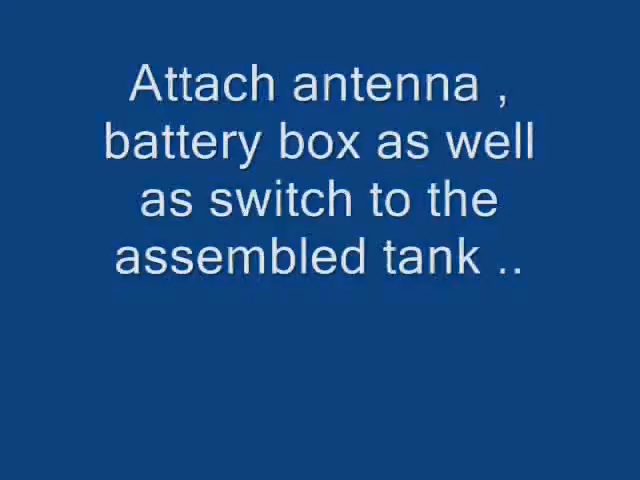 Attach antenna ,
battery box as well
as switch to the
assembled tank ..